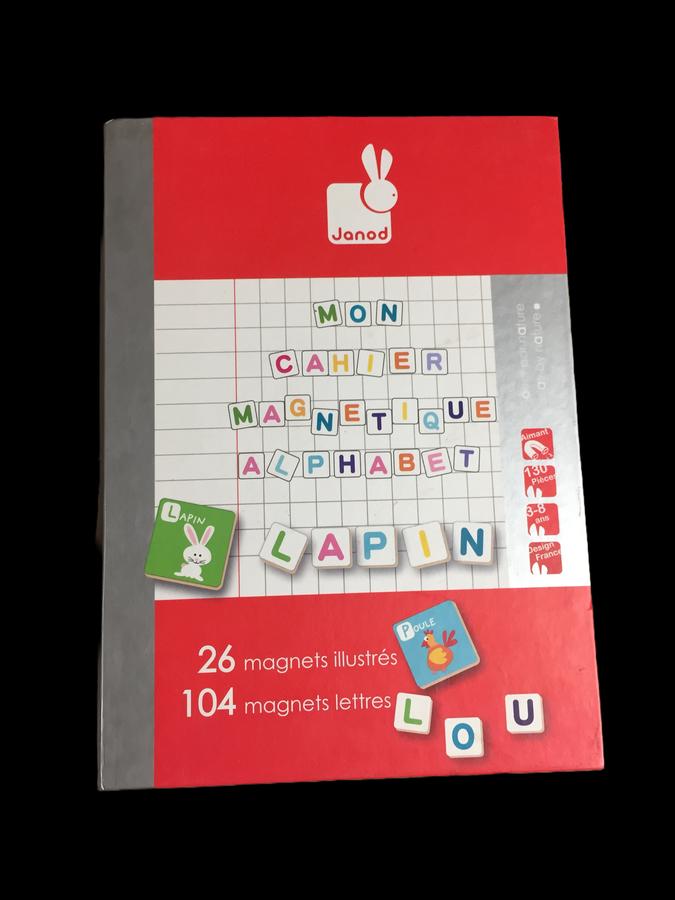 Janod
MON
CAHIER
MAGNETIQUE
ALPHABET
LAPIN
LAPIN
Aimant
130
Pièces
3-8
ans
Design
France
POULE
26 magnets illustrés
104 magnets lettres
LOU